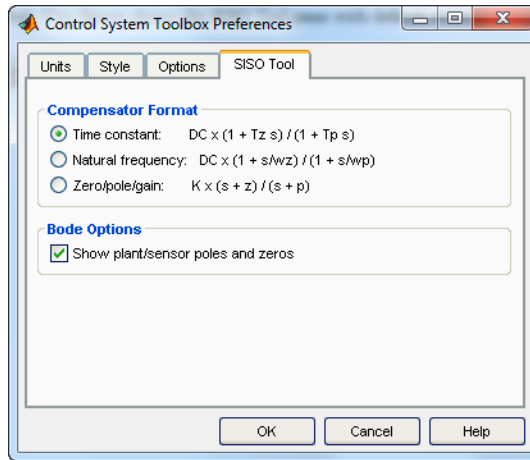 Control System Toolbox Preferences
Units Style Options SISO Tool
Compensator Format
Time constant: DC x (1 + Tz s) / (1 + Tp s)
Natural frequency: DC x (1 + s/wz) / (1 + s/wp)
Zero/pole/gain: K x (s + z) / (s + p)
Bode Options
Show plant/sensor poles and zeros
OK Cancel Help